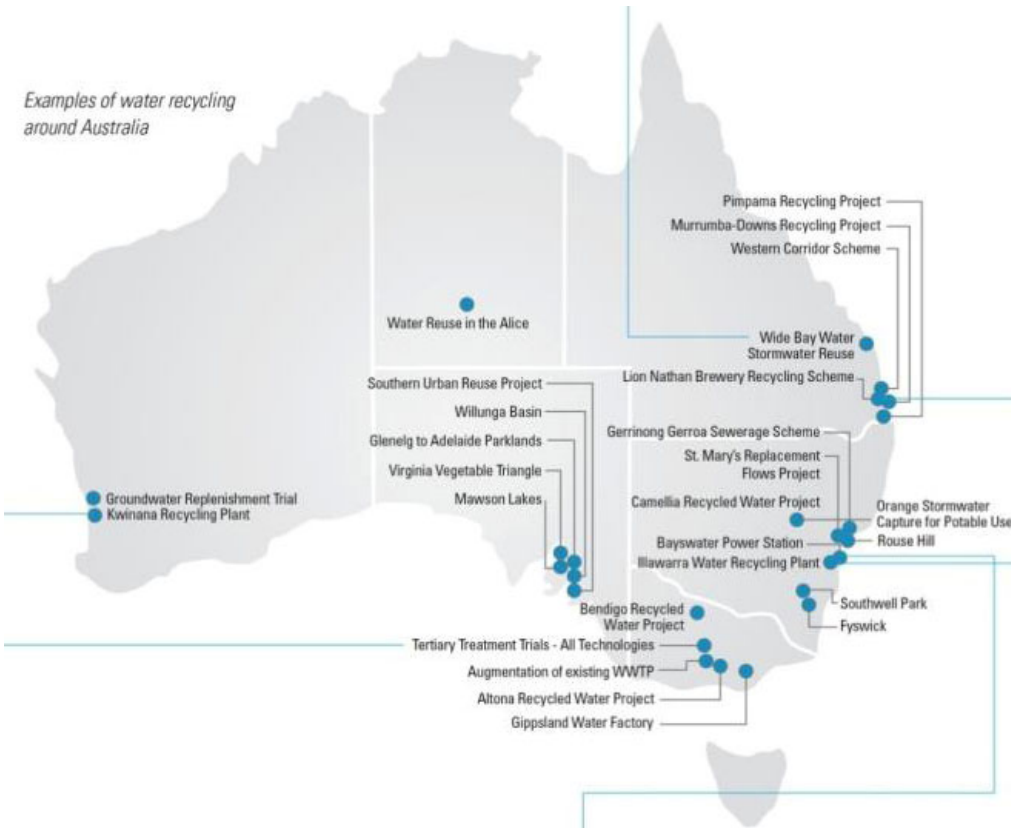 Examples of water recycling
around Australia
Pimpama Recycling Project
Murrumba-Downs Recycling Project
Western Corridor Scheme
Water Reuse in the Alice
Wide Bay Water
Stormwater Reuse
Lion Nathan Brewery Recycling Scheme
Southern Urban Reuse Project
Willunga Basin
Glenelg to Adelaide Parklands
Virginia Vegetable Triangle
Mawson Lakes
Gerrinong Gerroa Sewerage Scheme
St. Mary's Replacement
Flows Project
Camellia Recycled Water Project
Orange Stormwater
Capture for Potable Use
Rouse Hill
Bayswater Power Station
Illawarra Water Recycling Plant
Groundwater Replenishment Trial
Kwinana Recycling Plant
Southwell Park
Fyswick
Bendigo Recycled
Water Project
Tertiary Treatment Trials - All Technologies
Augmentation of existing WWTP
Altona Recycled Water Project
Gippsland Water Factory